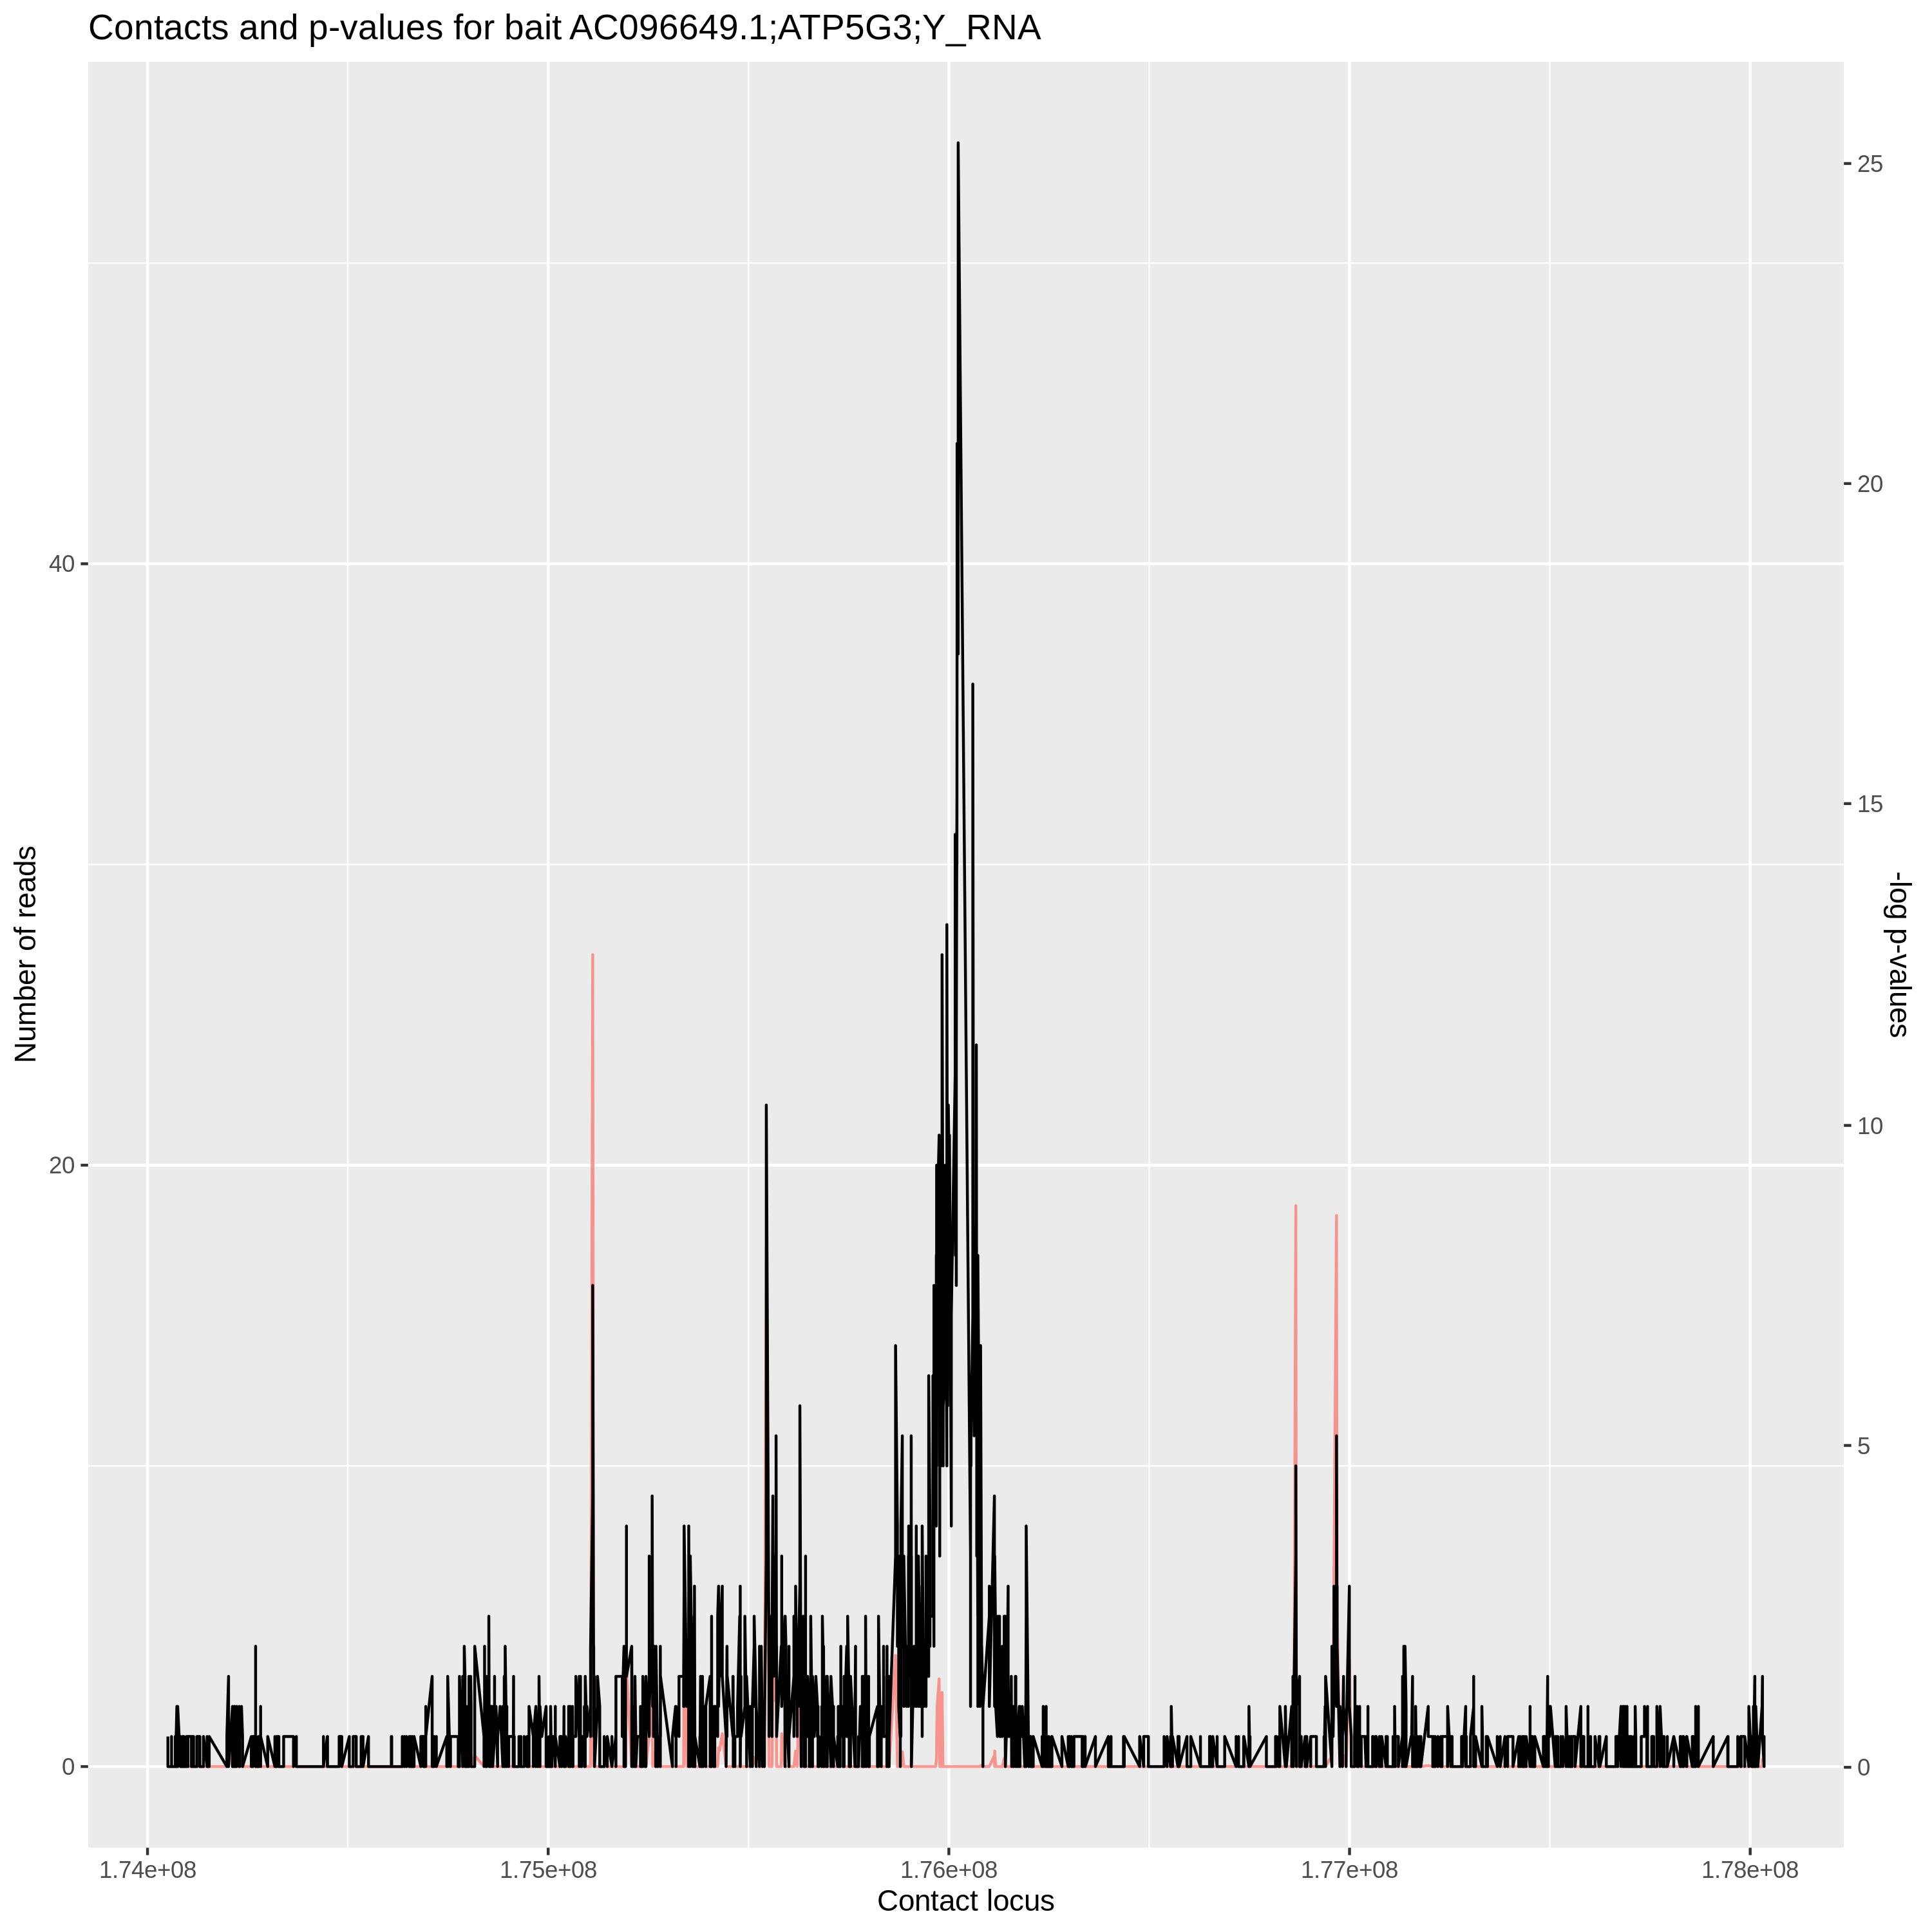 Contacts and p-values for bait AC096649.1;ATP5G3;Y_RNA
25
20
40
15
Number of reads
-log p-values
20
10
5
0
0
1.74e+08
1.75e+08
1.76e+08
1.77e+08
1.78e+08
Contact locus